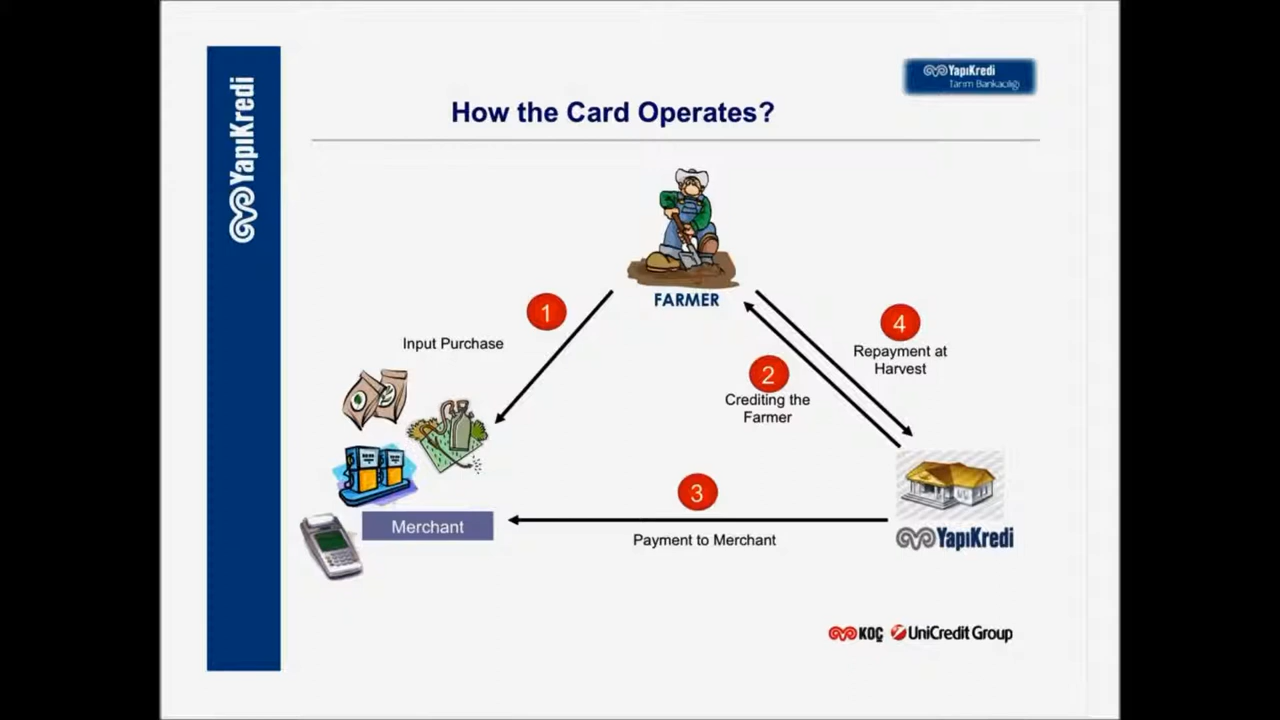 YapıKredi
YapıKredi
Tarım Bankacılığı
How the Card Operates?
FARMER
1
Input Purchase
4
Repayment at
Harvest
2
Crediting the
Farmer
3
Payment to Merchant
Merchant
YapıKredi
KOÇ
UniCredit Group